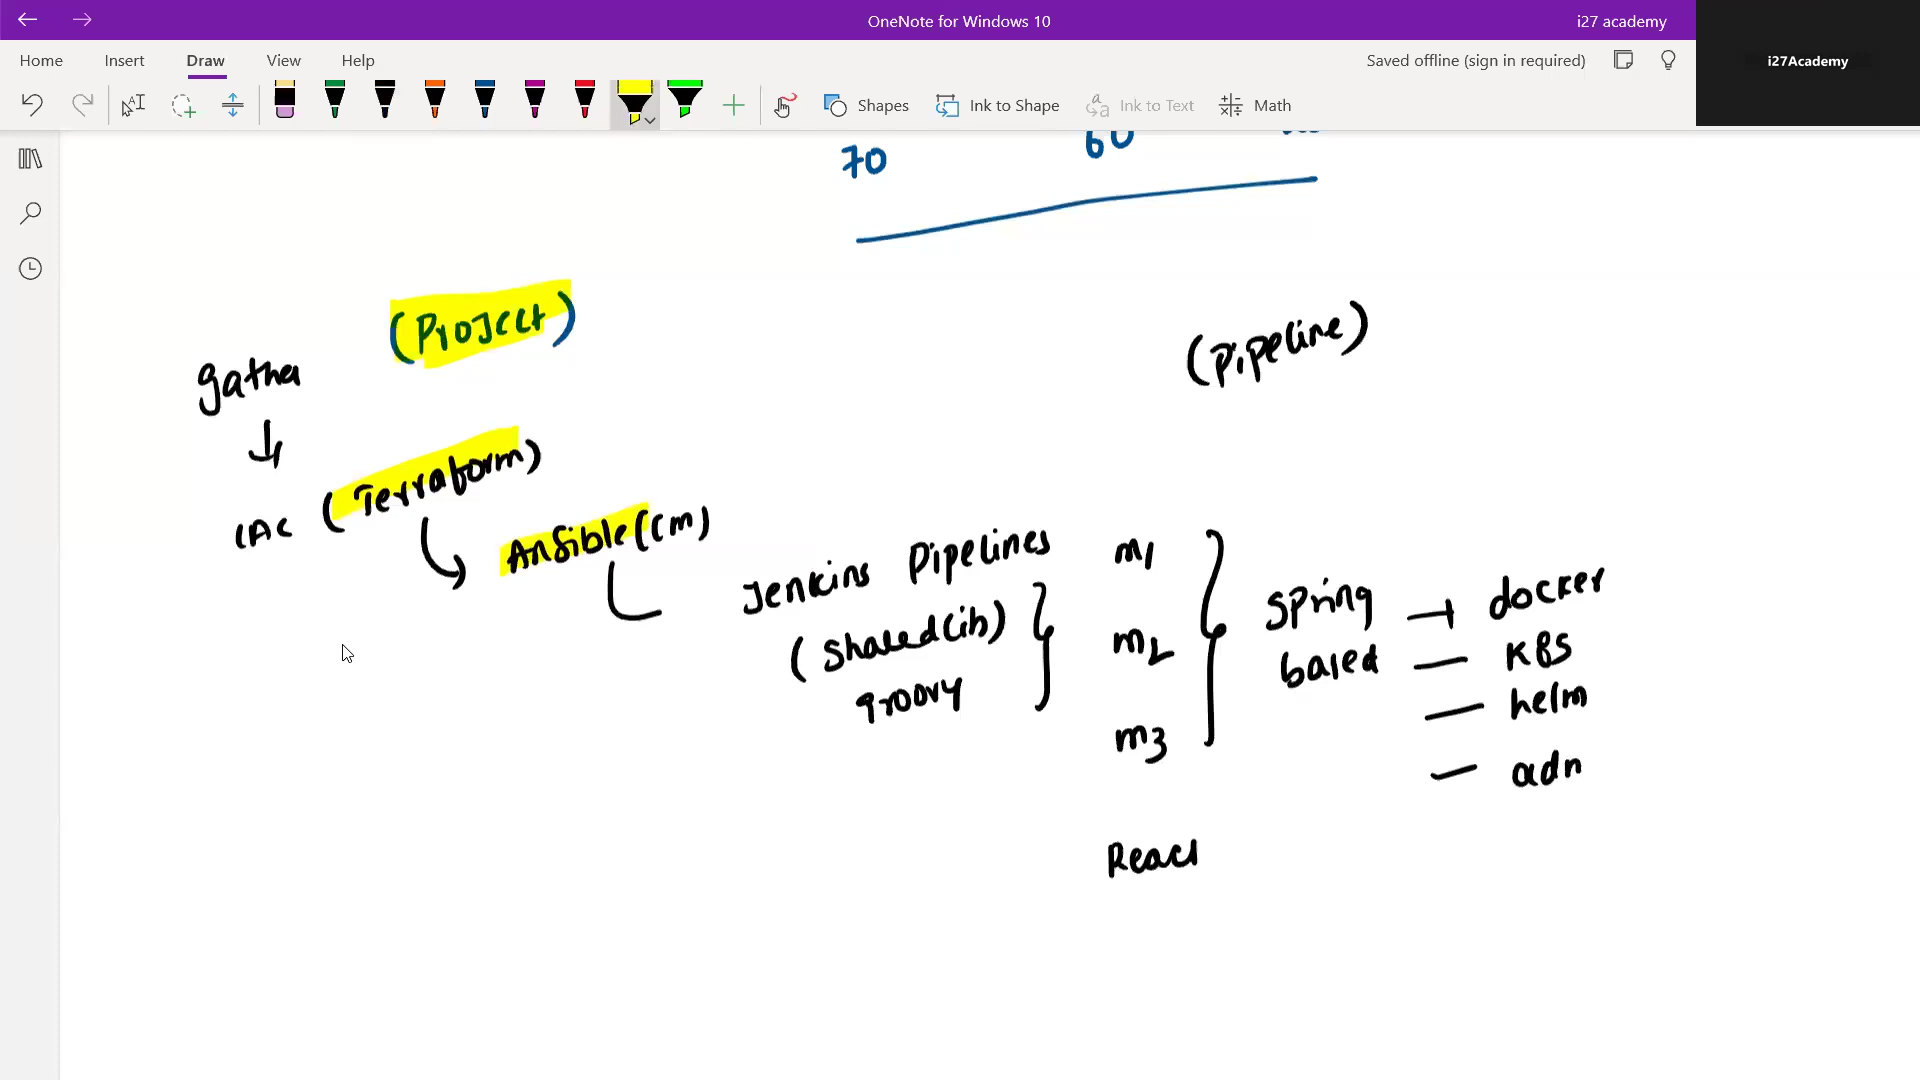 OneNote for Windows 10
i27 academy
i27Academy
Home Insert Draw View Help
Saved offline (sign in required)
Shapes
Ink to Shape
Ink to Text
Math
70
60
(Project)
(Pipeline)
gather
IAC (Terraform)
Ansible (CM)
Jenkins Pipelines
(Shared Lib)
groovy
m1
m2
m3
Spring
based
docker
K8S
helm
adn
React